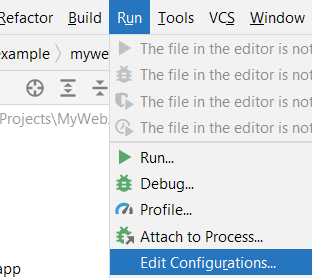 Refactor Build Run Tools VCS Window
example mywe
The file in the editor is not
The file in the editor is not
The file in the editor is not
Projects\MyWeb
The file in the editor is not
Run...
Debug...
Profile...
Attach to Process...
Edit Configurations...
app